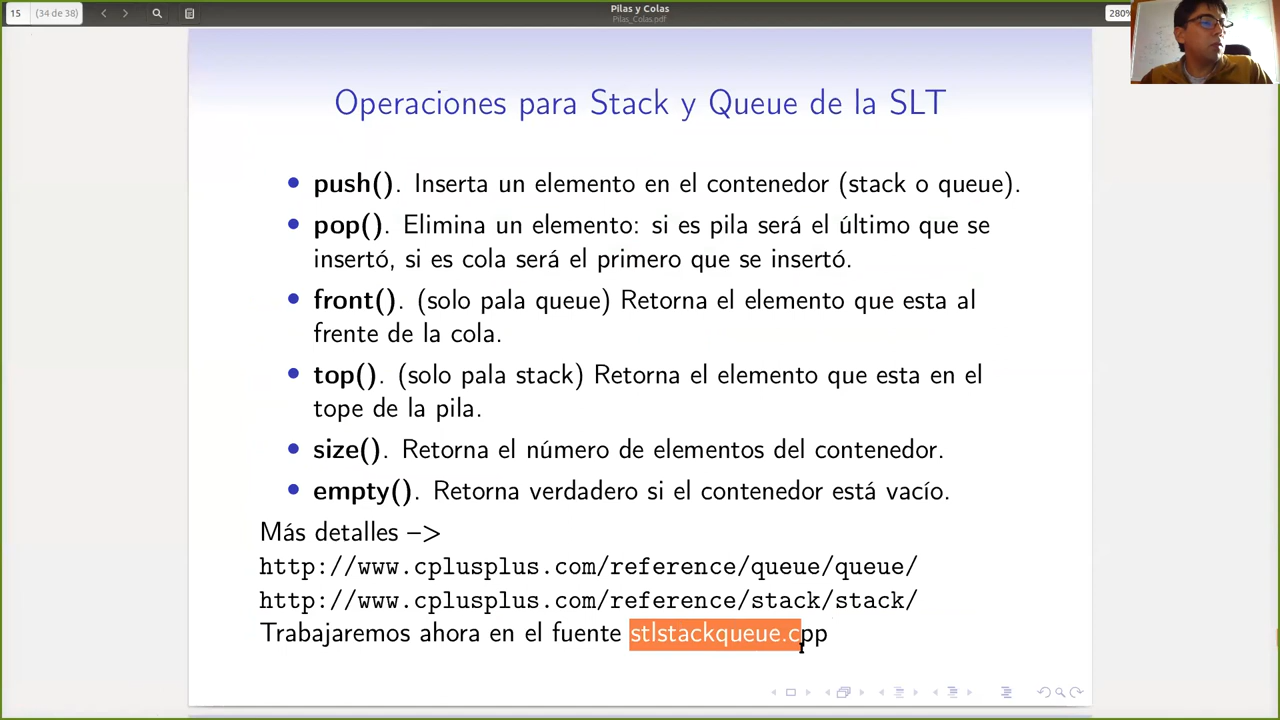 15 (34 de 38)
Pilas y Colas
Pilas_Colas.pdf
280%
Operaciones para Stack y Queue de la SLT
• push(). Inserta un elemento en el contenedor (stack o queue).
• pop(). Elimina un elemento: si es pila será el último que se
insertó, si es cola será el primero que se insertó.
• front(). (solo pala queue) Retorna el elemento que esta al
frente de la cola.
• top(). (solo pala stack) Retorna el elemento que esta en el
tope de la pila.
• size(). Retorna el número de elementos del contenedor.
• empty(). Retorna verdadero si el contenedor está vacío.
Más detalles –>
http://www.cplusplus.com/reference/queue/queue/
http://www.cplusplus.com/reference/stack/stack/
Trabajaremos ahora en el fuente stlstackqueue.cpp